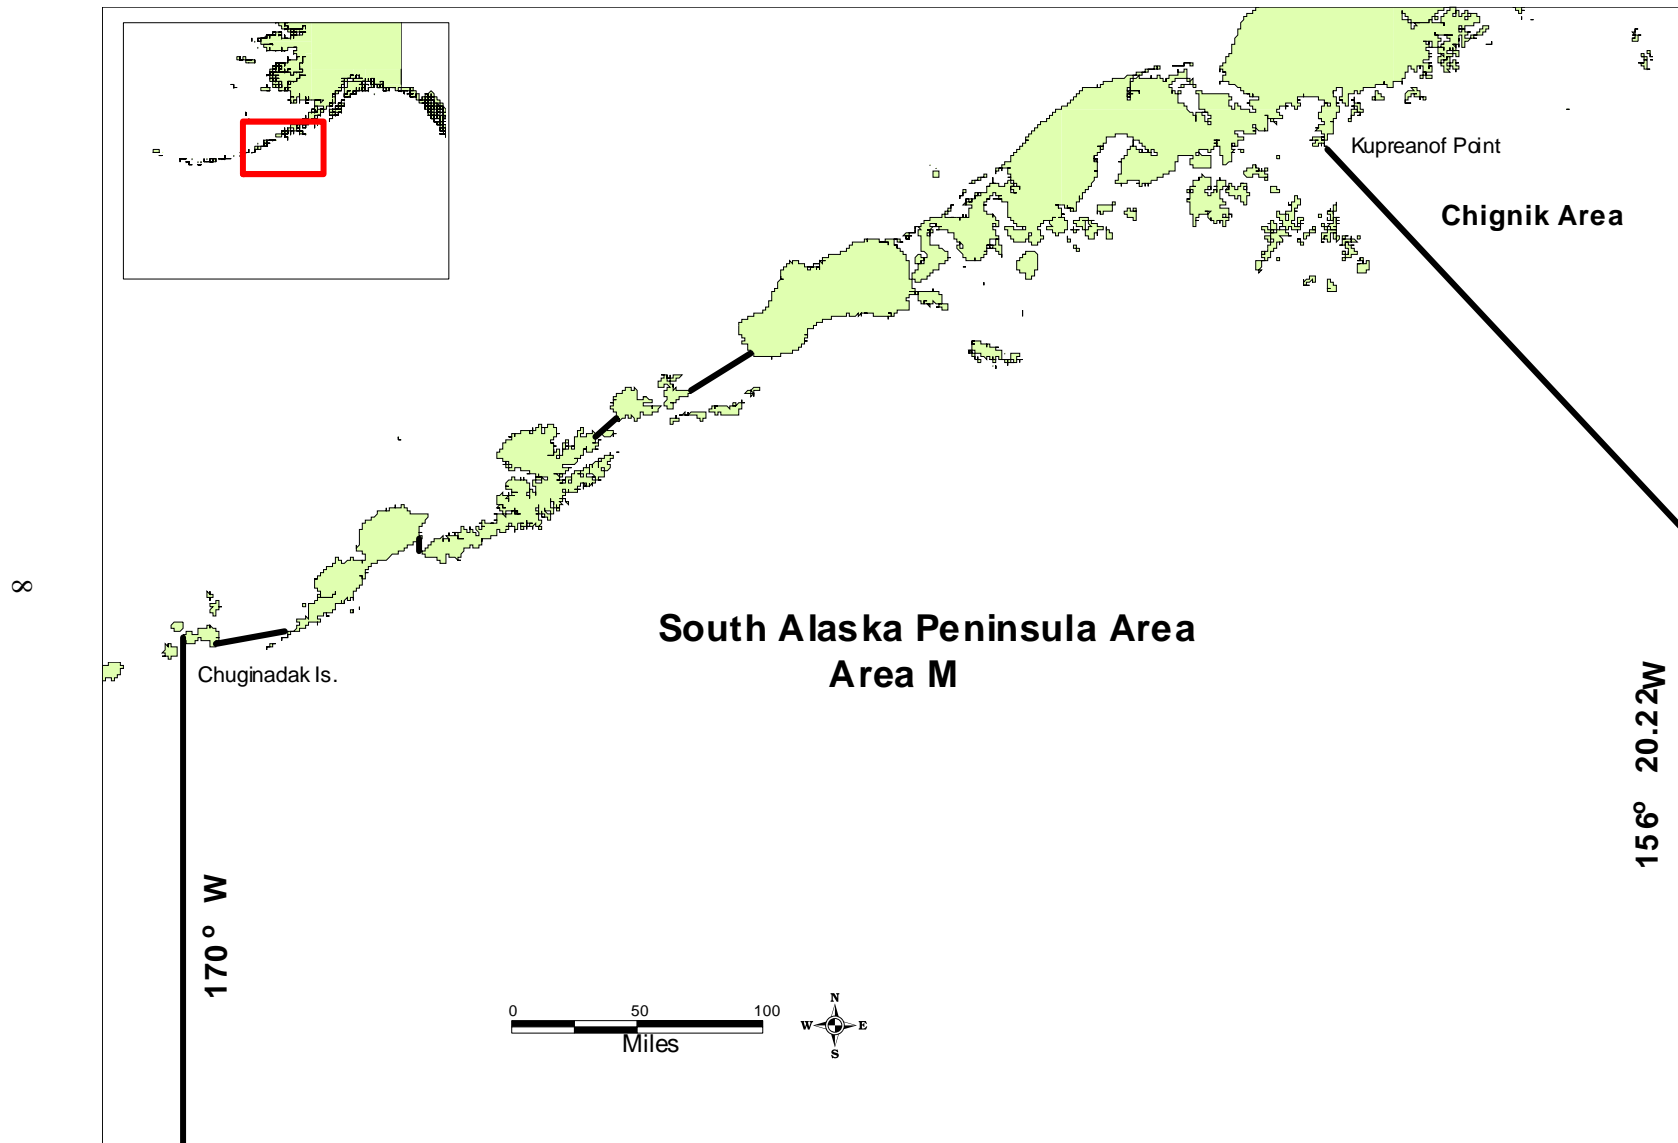 Kupreanof Point
Chignik Area
8
South Alaska Peninsula Area
Area M
Chuginadak Is.
156° 20.22W
170° W
0 50 100
Miles
N
W E
S